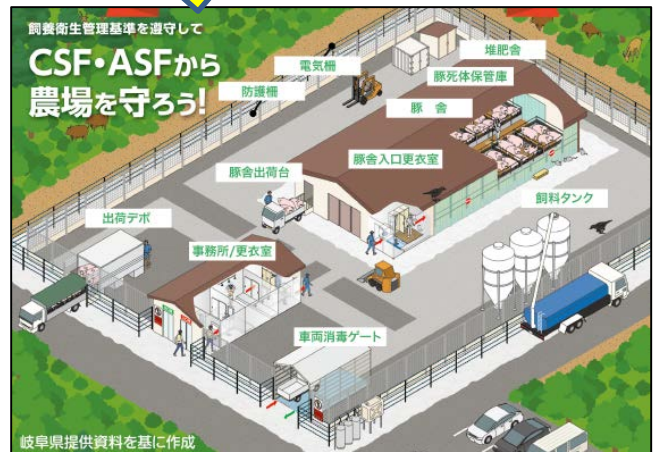 飼養衛生管理基準を遵守して
CSF・ASFから
農場を守ろう!
電気柵
防護柵
堆肥舎
豚死体保管庫
豚 舎
豚舎入口更衣室
豚舎出荷台
飼料タンク
出荷デポ
事務所/更衣室
車両消毒ゲート
岐阜県提供資料を基に作成